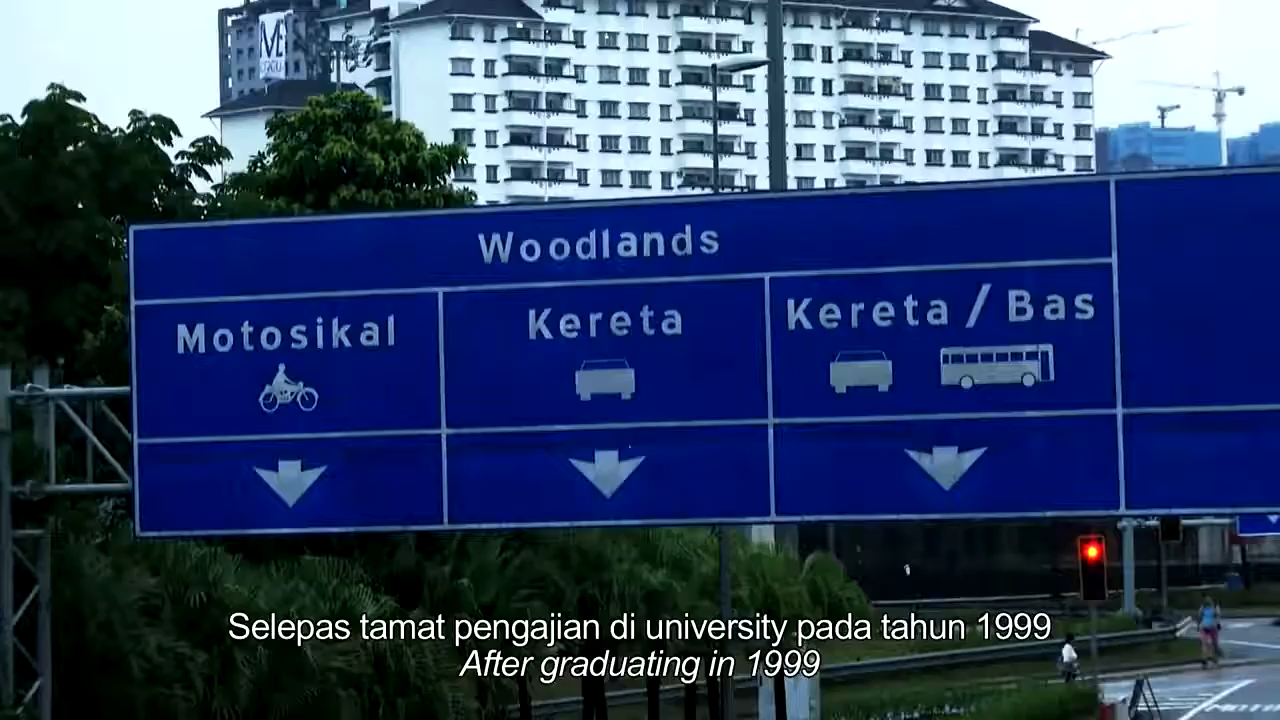 Woodlands
Motosikal
Kereta
Kereta / Bas
Selepas tamat pengajian di university pada tahun 1999
After graduating in 1999